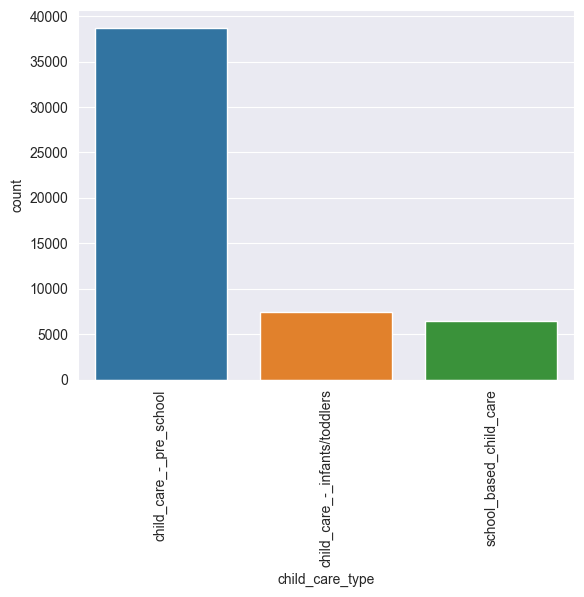 40000
35000
30000
25000
20000
15000
10000
5000
0
count
child_care_-_pre_school
child_care_-_infants/toddlers
school_based_child_care
child_care_type